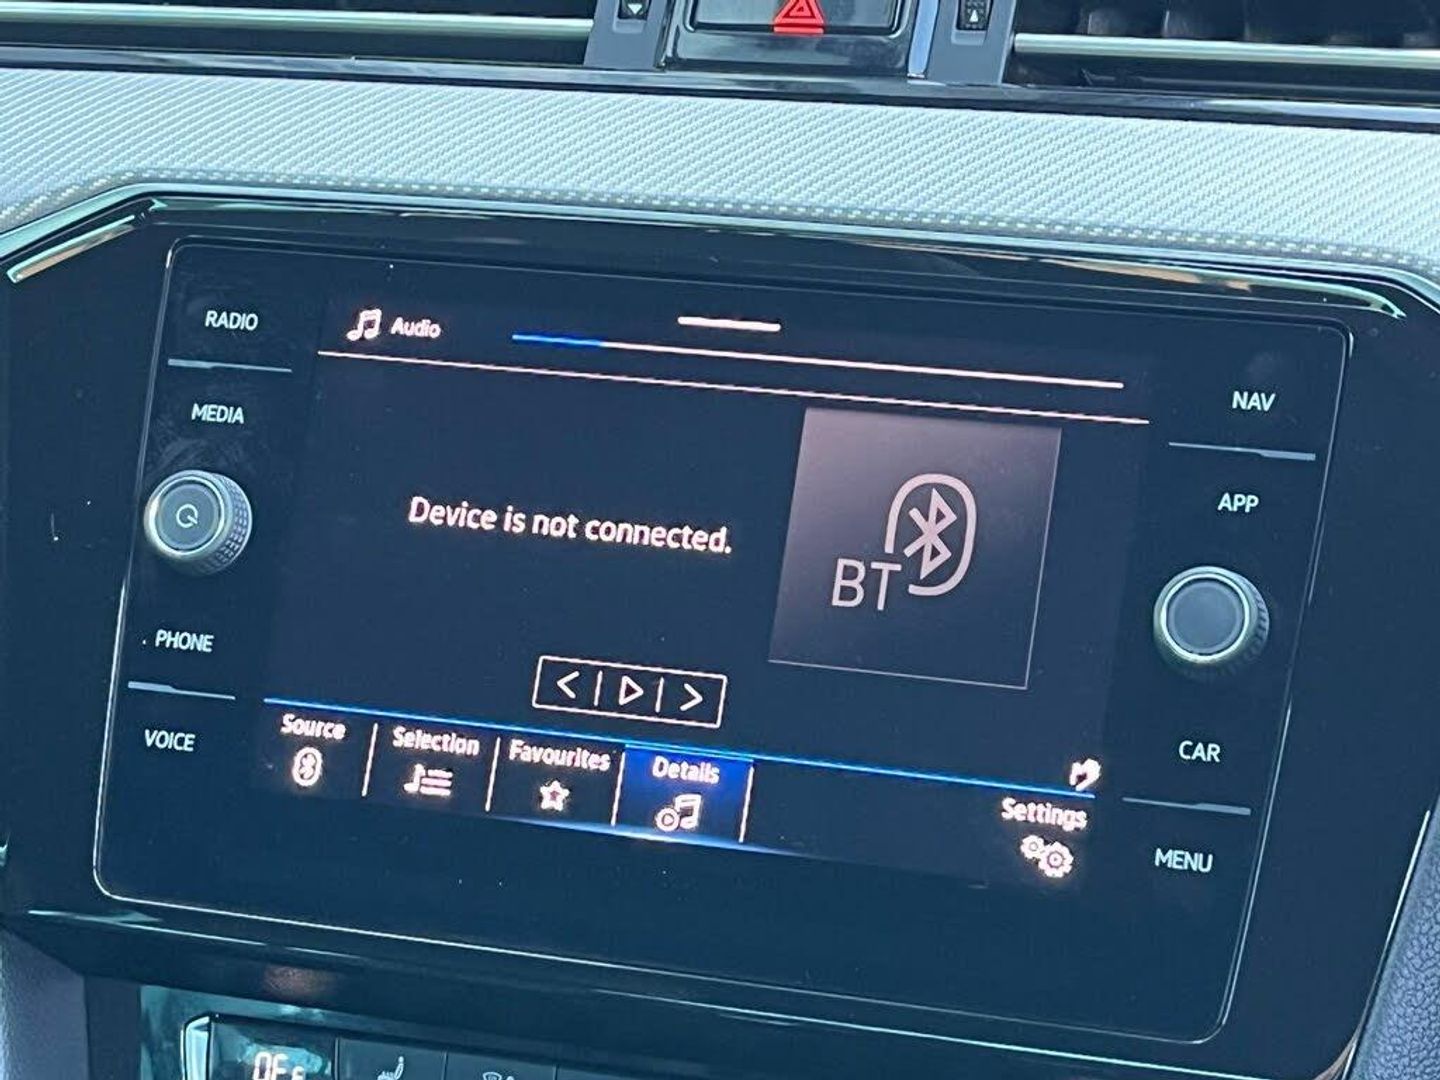 RADIO
Audio
MEDIA
NAV
APP
Device is not connected.
BT
PHONE
VOICE
CAR
MENU
Source
Selection
Favourites
Details
Settings